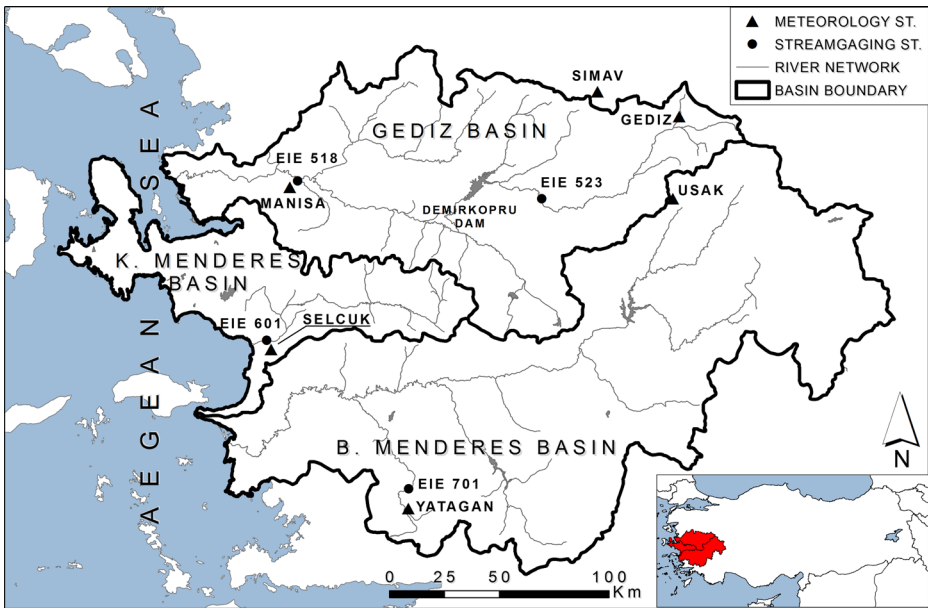 METEOROLOGY ST.
STREAMGAGING ST.
RIVER NETWORK
BASIN BOUNDARY
SIMAV
GEDIZ
GEDIZ BASIN
EIE 518
MANISA
EIE 523
USAK
DEMIRKOPRU
DAM
K. MENDERES
BASIN
EIE 601
SELCUK
AEGEAN SEA
B. MENDERES BASIN
EIE 701
YATAGAN
N
0 25 50 100
Km